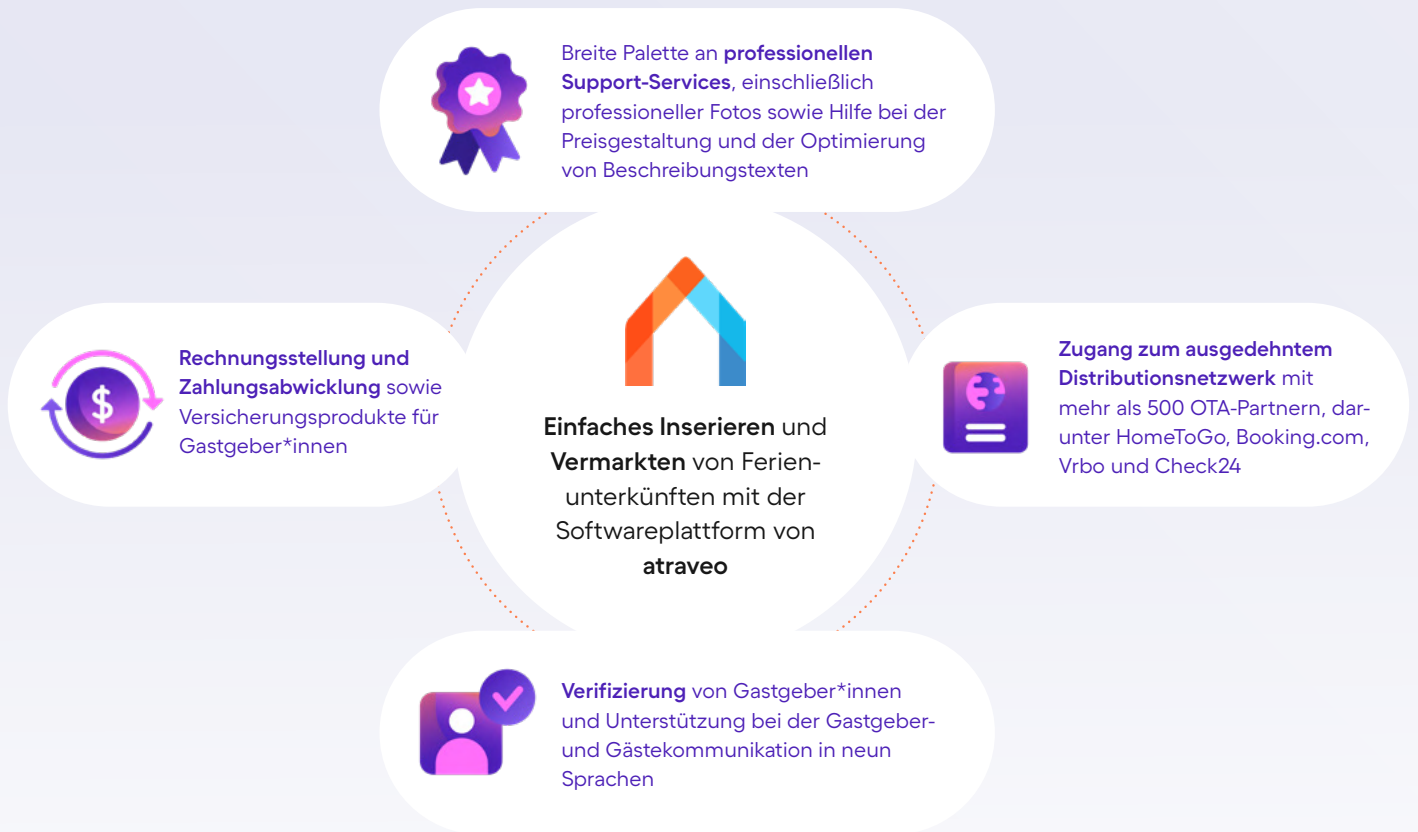 Breite Palette an professionellen
Support-Services, einschließlich
professioneller Fotos sowie Hilfe bei der
Preisgestaltung und der Optimierung
von Beschreibungstexten
Rechnungsstellung und
Zahlungsabwicklung sowie
Versicherungsprodukte für
Gastgeber*innen
Einfaches Inserieren und
Vermarkten von Ferien-
unterkünften mit der
Softwareplattform von
atraveo
Zugang zum ausgedehntem
Distributionsnetzwerk mit
mehr als 500 OTA-Partnern, dar-
unter HomeToGo, Booking.com,
Vrbo und Check24
Verifizierung von Gastgeber*innen
und Unterstützung bei der Gastgeber-
und Gästekommunikation in neun
Sprachen